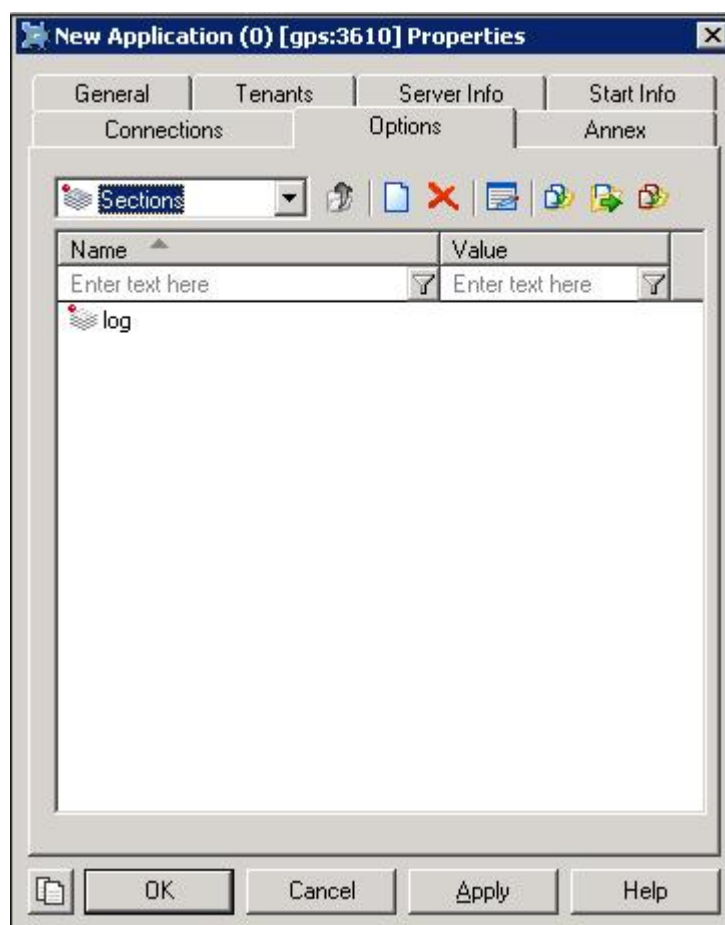 New Application (0) [gps:3610] Properties
General Tenants Server Info Start Info
Connections Options Annex
Sections
Name Value
Enter text here Enter text here
log
OK Cancel Apply Help